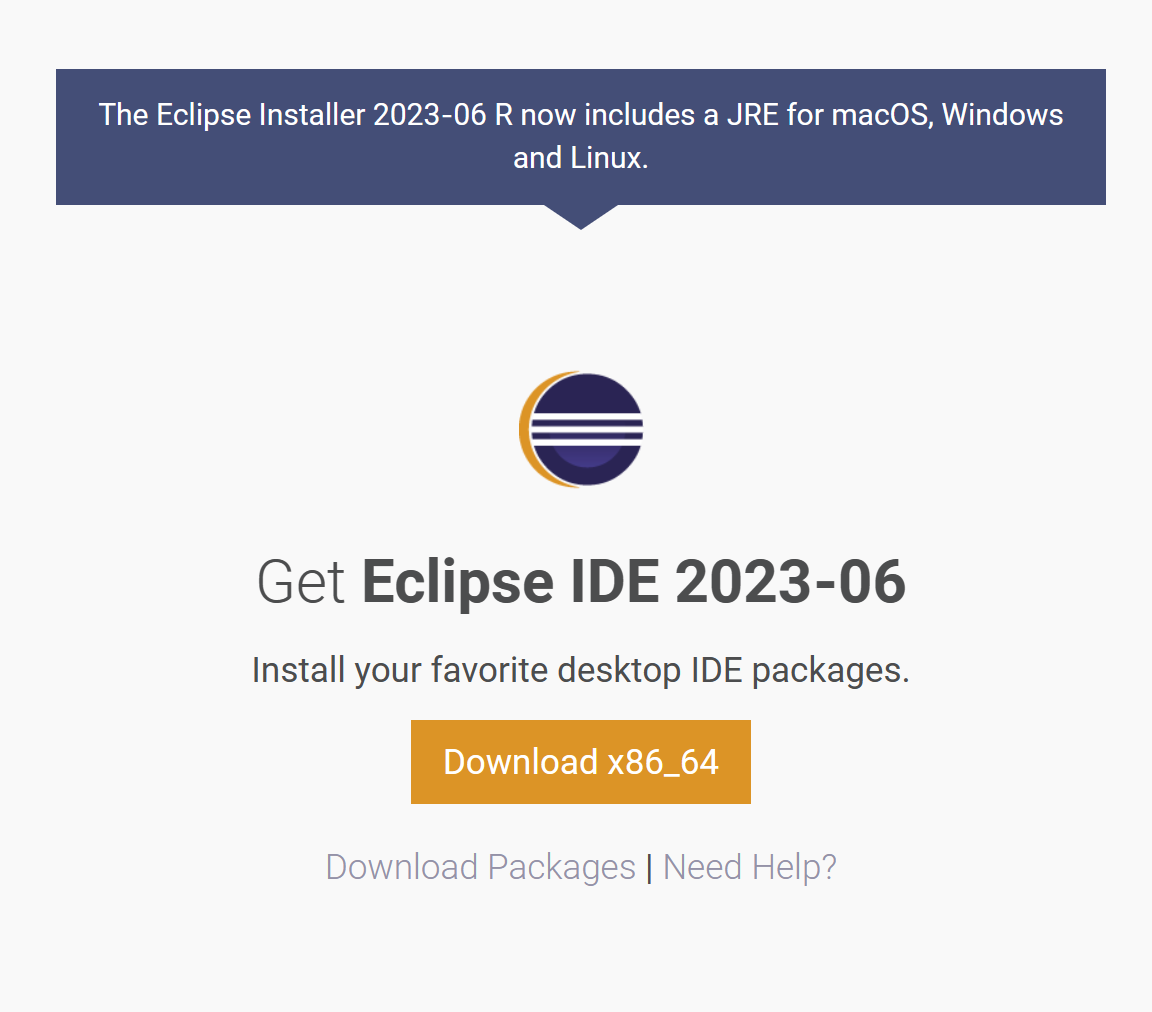 The Eclipse Installer 2023-06 R now includes a JRE for macOS, Windows
and Linux.
Get Eclipse IDE 2023-06
Install your favorite desktop IDE packages.
Download x86_64
Download Packages | Need Help?